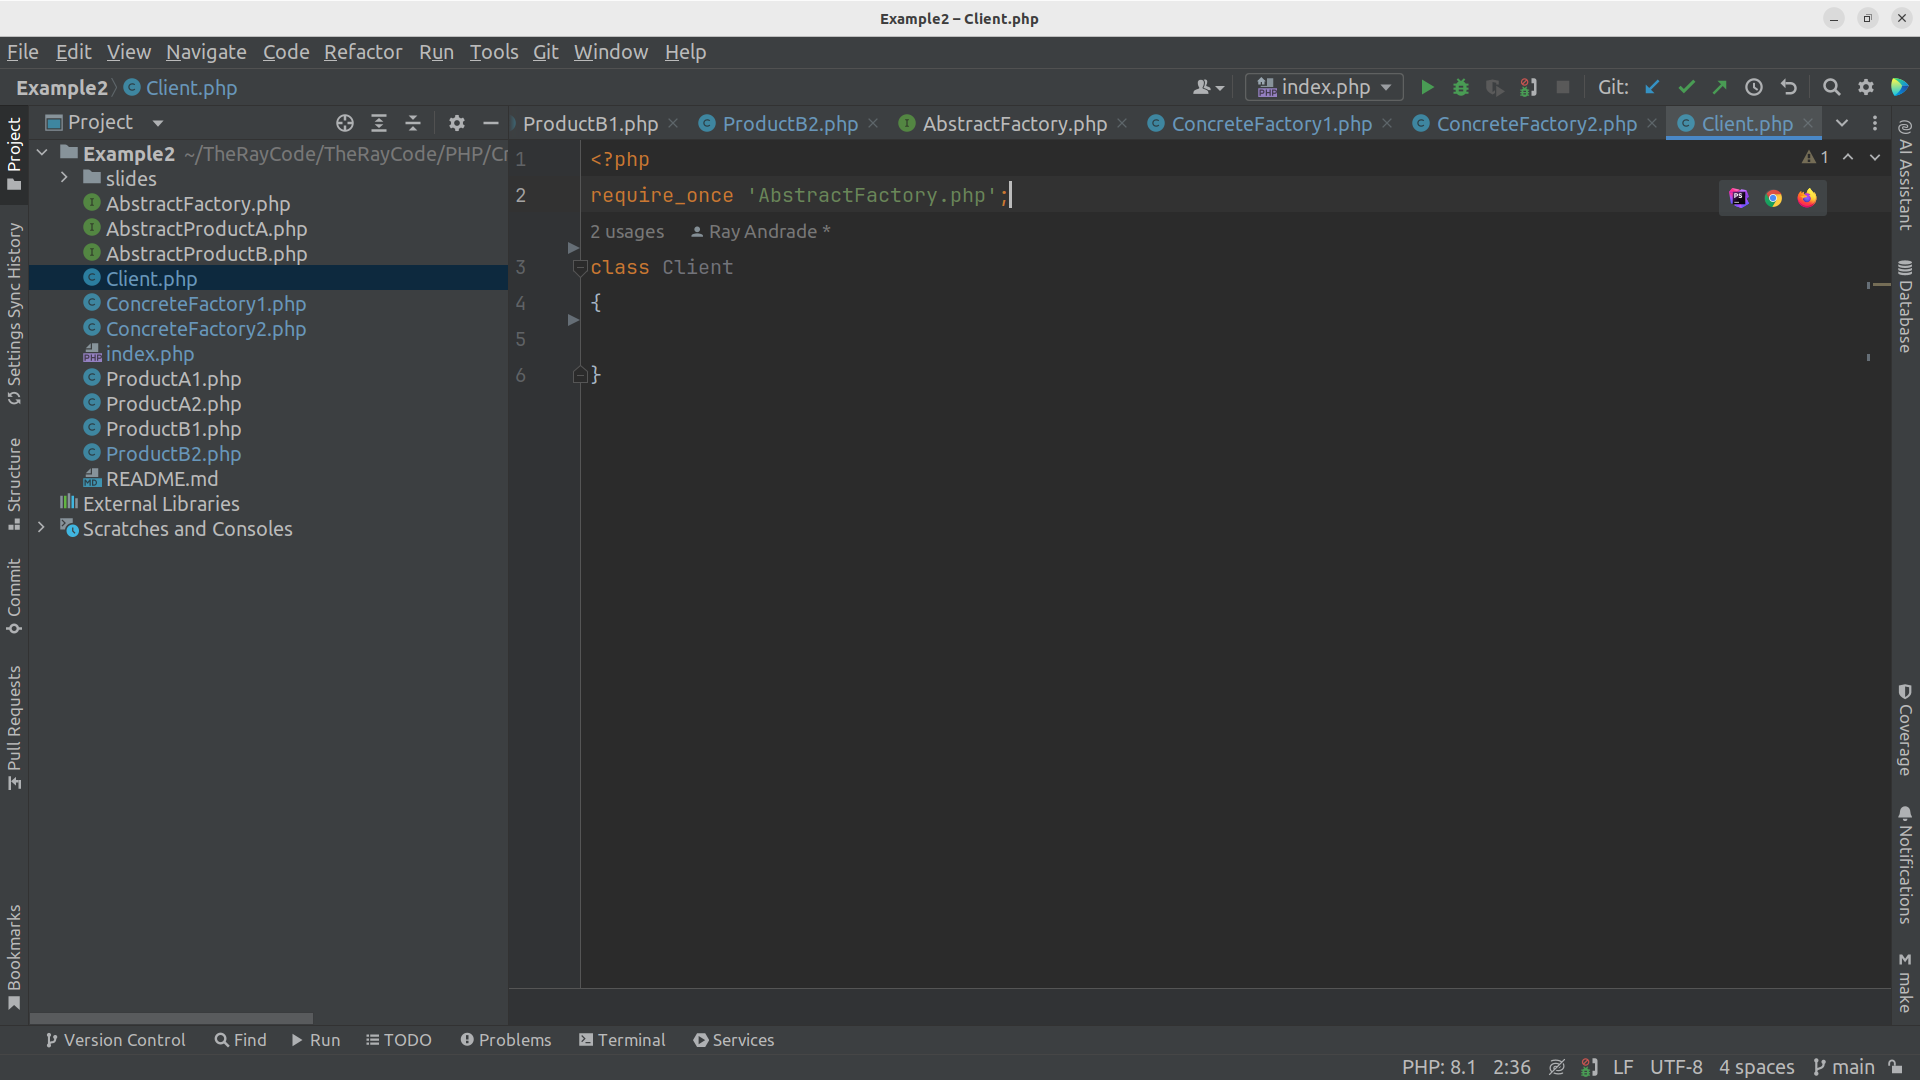 Example2 – Client.php
File Edit View Navigate Code Refactor Run Tools Git Window Help
Example2 Client.php
index.php
Git:
Project
ProductB1.php ProductB2.php AbstractFactory.php ConcreteFactory1.php ConcreteFactory2.php Client.php
Example2 ~/TheRayCode/TheRayCode/PHP/Cr
slides
AbstractFactory.php
AbstractProductA.php
AbstractProductB.php
Client.php
ConcreteFactory1.php
ConcreteFactory2.php
index.php
ProductA1.php
ProductA2.php
ProductB1.php
ProductB2.php
README.md
External Libraries
Scratches and Consoles
1 <?php
2 require_once 'AbstractFactory.php';
2 usages Ray Andrade *
3 class Client
4 {
5
6 }
1
Project
Settings Sync History
Structure
Commit
Pull Requests
Bookmarks
AI Assistant
Database
Coverage
Notifications
make
Version Control Find Run TODO Problems Terminal Services
PHP: 8.1 2:36 LF UTF-8 4 spaces main